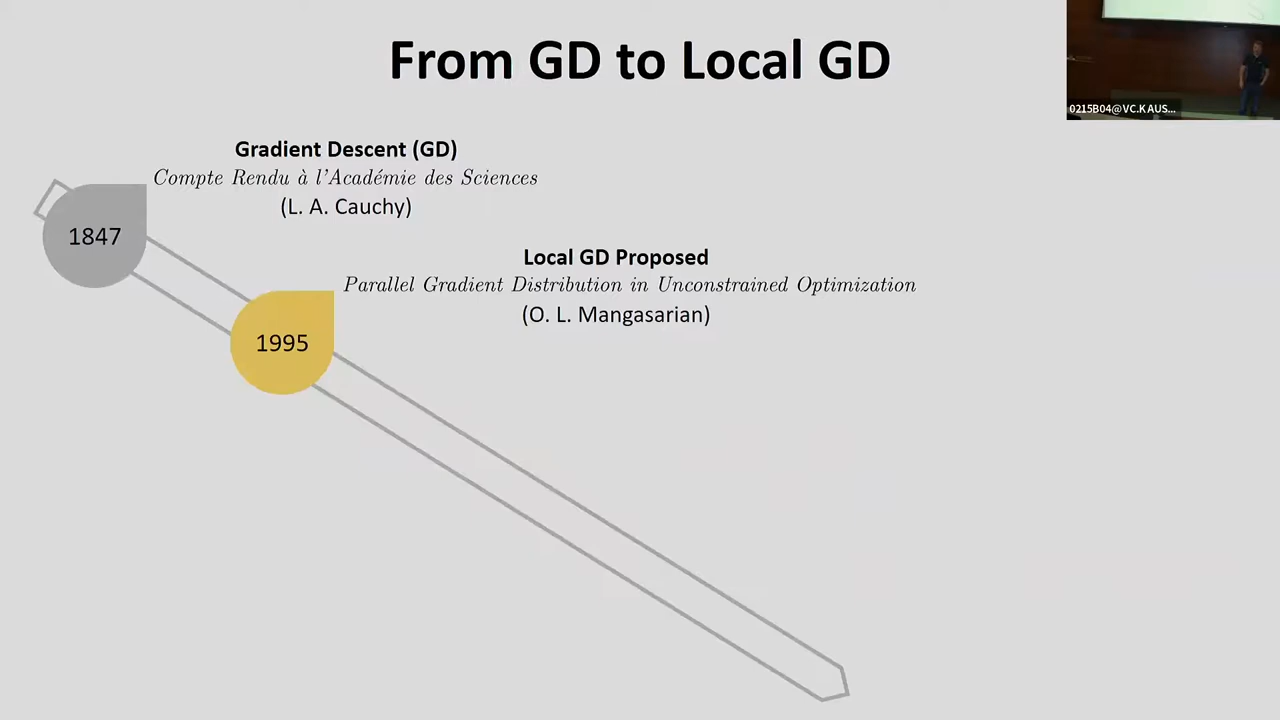 From GD to Local GD
0215B04@VC.KAUS...
Gradient Descent (GD)
Compte Rendu à l'Académie des Sciences
(L. A. Cauchy)
1847
Local GD Proposed
Parallel Gradient Distribution in Unconstrained Optimization
(O. L. Mangasarian)
1995